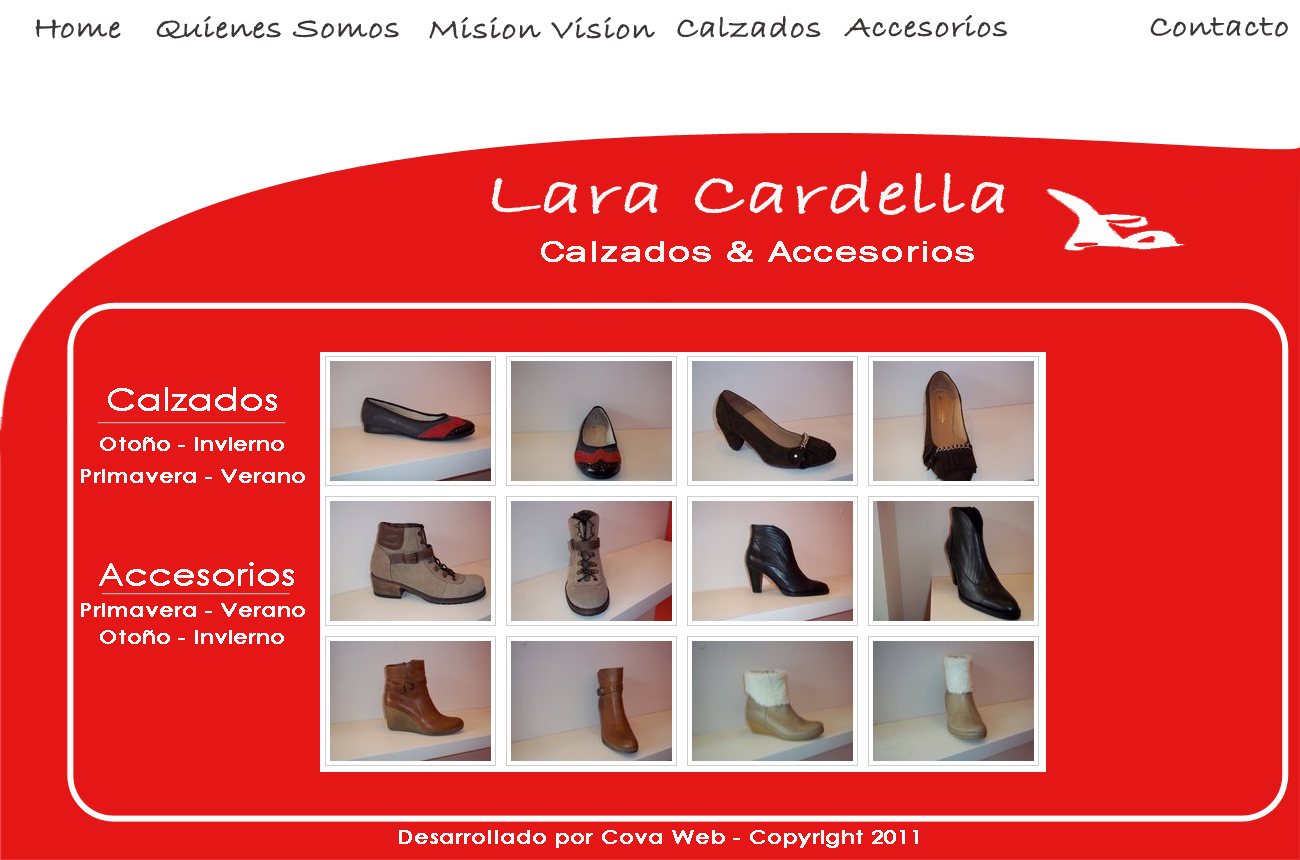 Home Quienes Somos Mision Vision Calzados Accesorios Contacto
Lara Cardella
Calzados & Accesorios
Calzados
Otoño - Invierno
Primavera - Verano
Accesorios
Primavera - Verano
Otoño - Invierno
Desarrollado por Cova Web - Copyright 2011